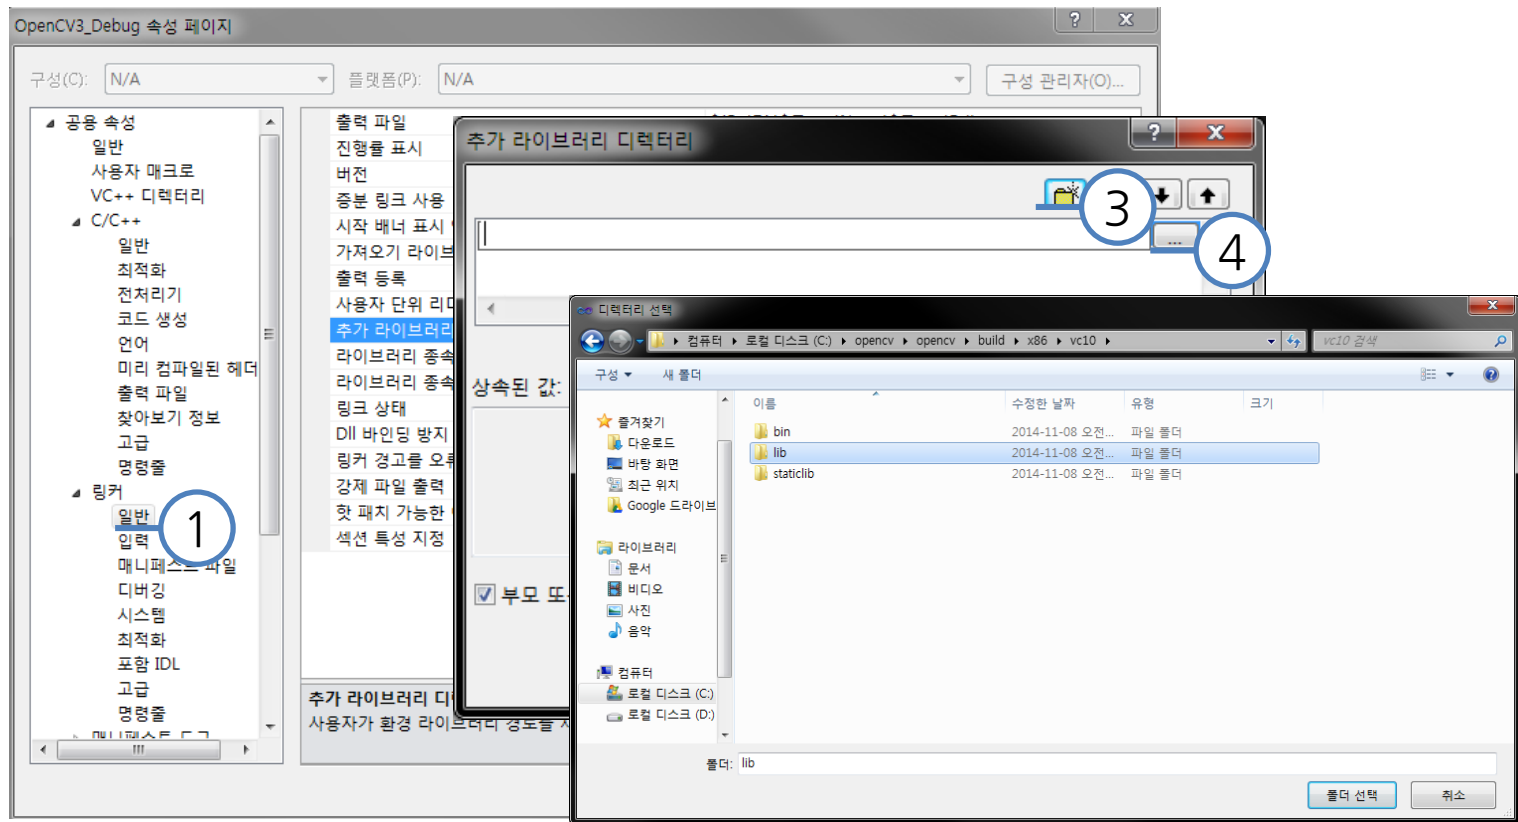 OpenCV3_Debug 속성 페이지
구성(C): N/A 플랫폼(P): N/A 구성 관리자(O)...
공용 속성
일반
사용자 매크로
VC++ 디렉터리
C/C++
일반
최적화
전처리기
코드 생성
언어
미리 컴파일된 헤더
출력 파일
찾아보기 정보
고급
명령줄
링커
일반
입력
매니페스트 파일
디버깅
시스템
최적화
포함 IDL
고급
명령줄
매니페스트 도구
1
출력 파일
진행률 표시
버전
증분 링크 사용
시작 배너 표시
가져오기 라이브
출력 등록
사용자 단위 리
추가 라이브러리
라이브러리 종속
라이브러리 종속
링크 상태
Dll 바인딩 방지
링커 경고를 오류
강제 파일 출력
핫 패치 가능한
섹션 특성 지정
추가 라이브러리 디
사용자가 환경 라이브러리 경로를
추가 라이브러리 디렉터리
3
...
4
상속된 값:
부모 또
디렉터리 선택
컴퓨터 ▸ 로컬 디스크 (C:) ▸ opencv ▸ opencv ▸ build ▸ x86 ▸ vc10 ▸
vc10 검색
구성 새 폴더
즐겨찾기
다운로드
바탕 화면
최근 위치
Google 드라이브
라이브러리
문서
비디오
사진
음악
컴퓨터
로컬 디스크 (C:)
로컬 디스크 (D:)
이름 수정한 날짜 유형 크기
bin 2014-11-08 오전... 파일 폴더
lib 2014-11-08 오전... 파일 폴더
staticlib 2014-11-08 오전... 파일 폴더
폴더: lib
폴더 선택 취소